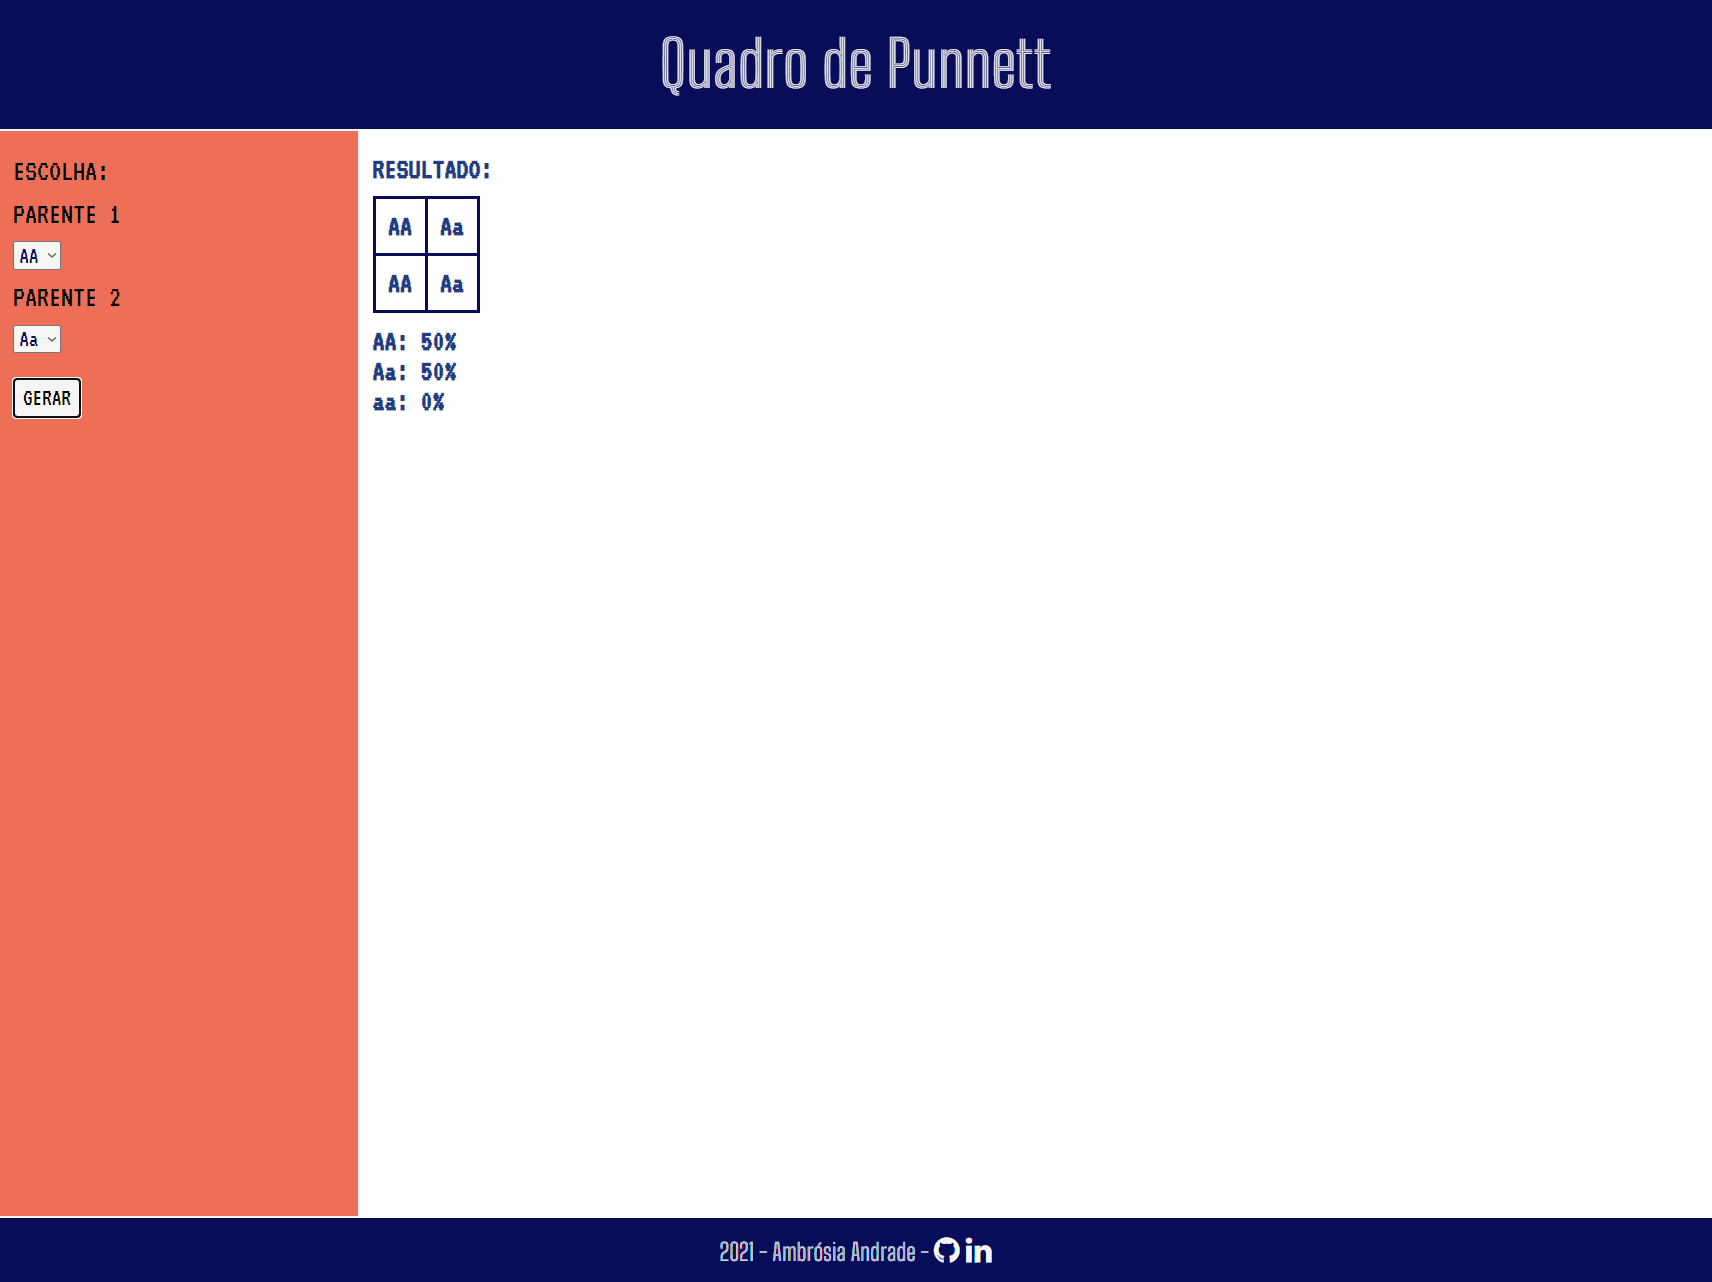 Quadro de Punnett
ESCOLHA:
PARENTE 1
AA
PARENTE 2
Aa
GERAR
RESULTADO:
AA Aa
AA Aa
AA: 50%
Aa: 50%
aa: 0%
2021 - Ambrósia Andrade -